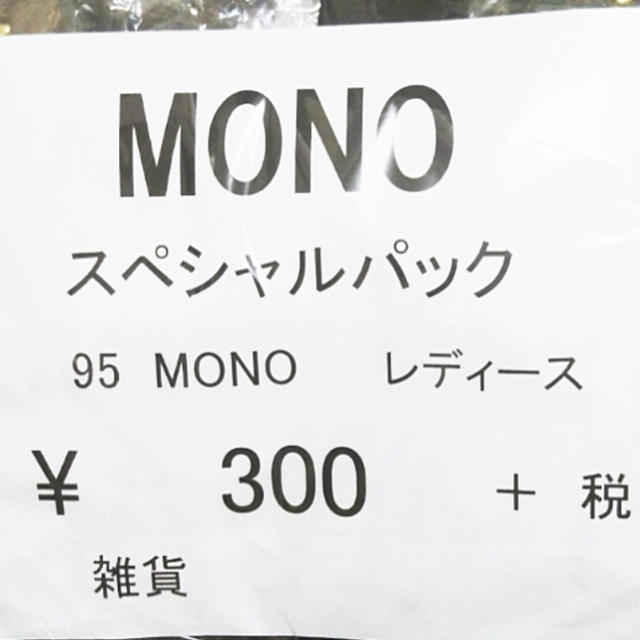 MONO
スペシャルパック
95 MONO レディース
¥ 300 + 税
雑貨